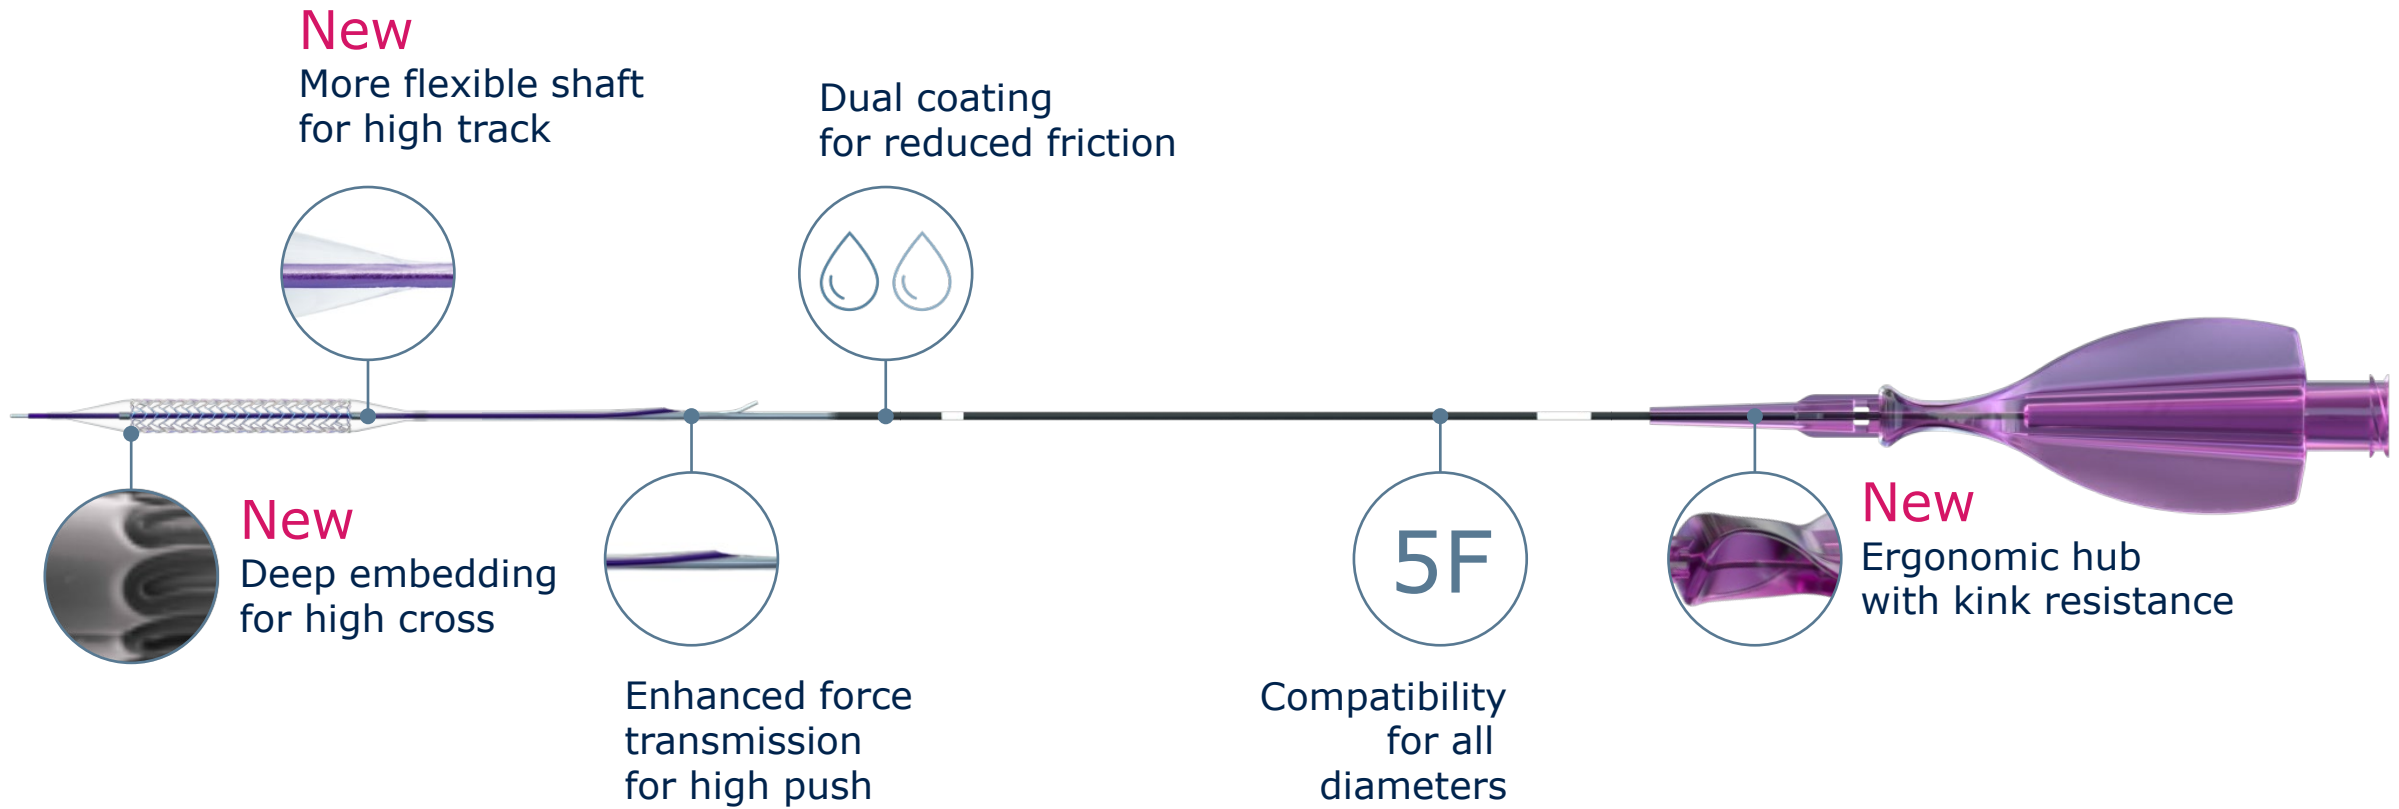 New
More flexible shaft
for high track
Dual coating
for reduced friction
New
Deep embedding
for high cross
Enhanced force
transmission
for high push
5F
Compatibility
for all
diameters
New
Ergonomic hub
with kink resistance